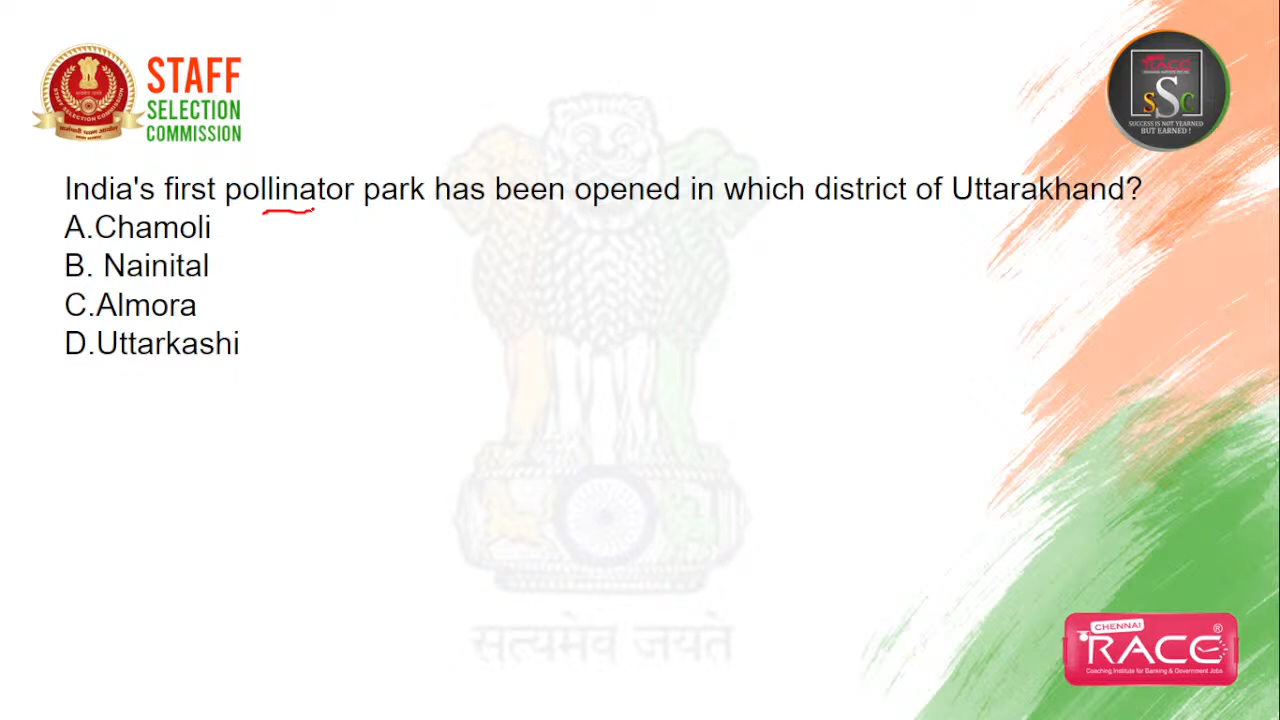 STAFF
SELECTION
COMMISSION
RACE
SSC
SUCCESS IS NOT YEARNED
BUT EARNED !
India's first pollinator park has been opened in which district of Uttarakhand?
A.Chamoli
B. Nainital
C.Almora
D.Uttarkashi
सत्यमेव जयते
CHENNAI
RACE®
Coaching Institute for Banking & Government Jobs